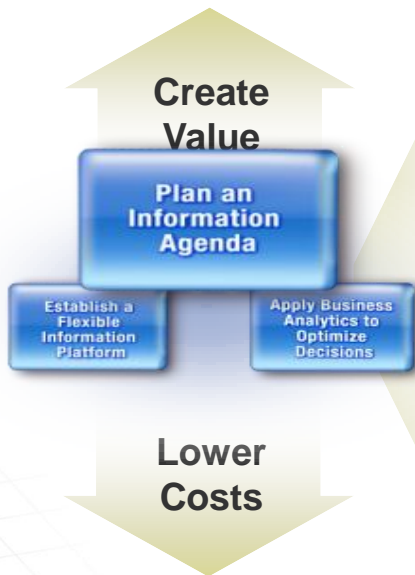 Create
Value
Plan an
Information
Agenda
Establish a
Flexible
Information
Platform
Apply Business
Analytics to
Optimize
Decisions
Lower
Costs